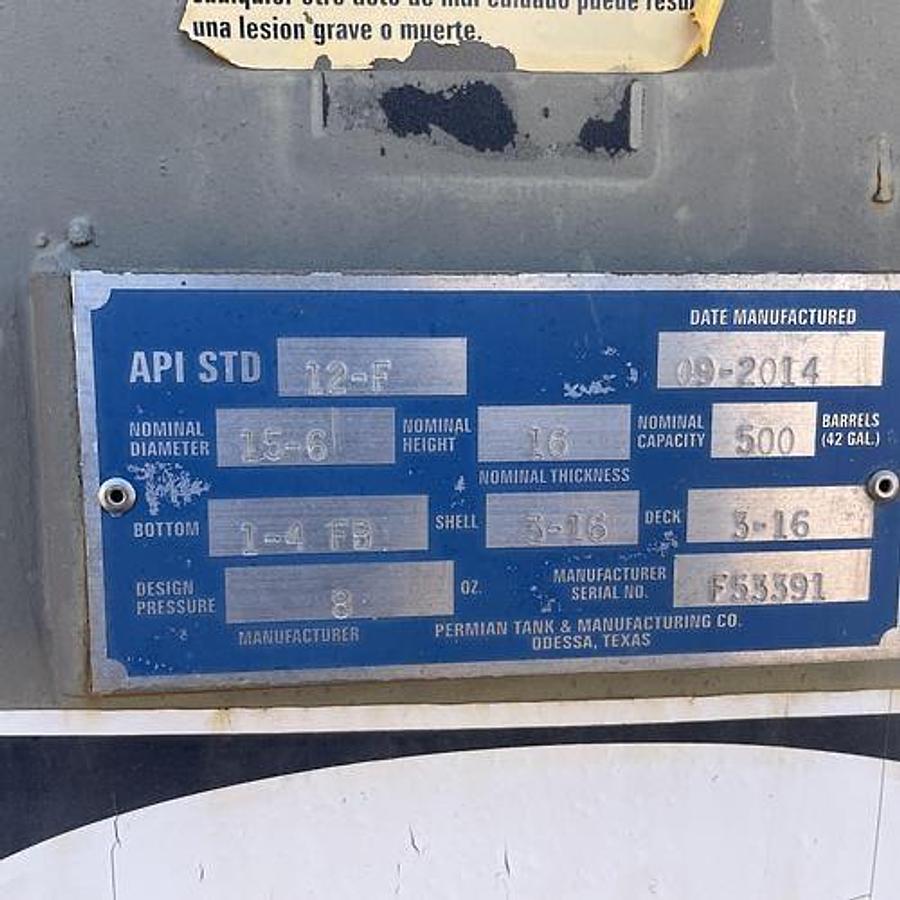 una lesion grave o muerte.
DATE MANUFACTURED
API STD 12-F 09-2014
NOMINAL DIAMETER 15-6 NOMINAL HEIGHT 16 NOMINAL CAPACITY 500 BARRELS (42 GAL.)
NOMINAL THICKNESS
BOTTOM 1-4 FB SHELL 3-16 DECK 3-16
DESIGN PRESSURE 8 OZ. MANUFACTURER SERIAL NO. F53391
MANUFACTURER PERMIAN TANK & MANUFACTURING CO.
ODESSA, TEXAS